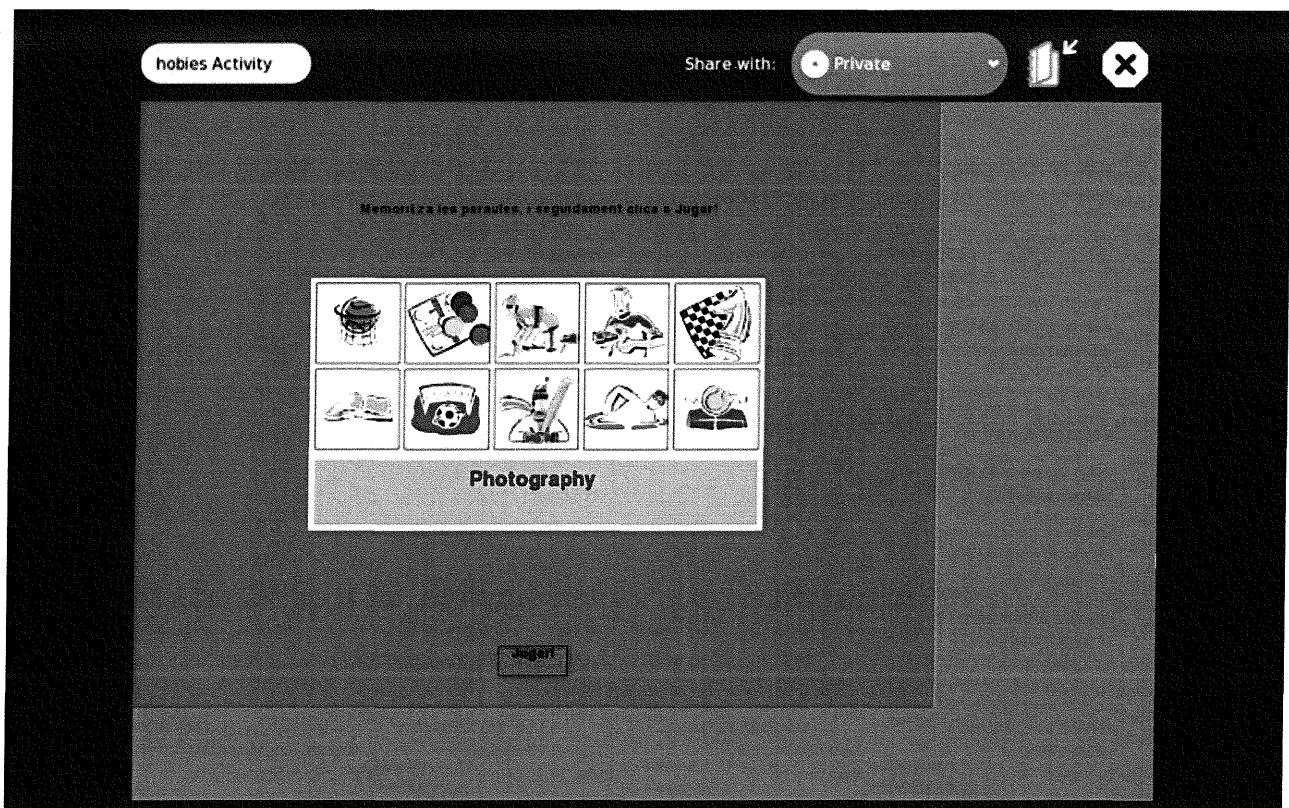 hobies Activity
Share with: Private
Memoritza les paraules, i seguidament clica a Jugar!
Photography
Jugar!